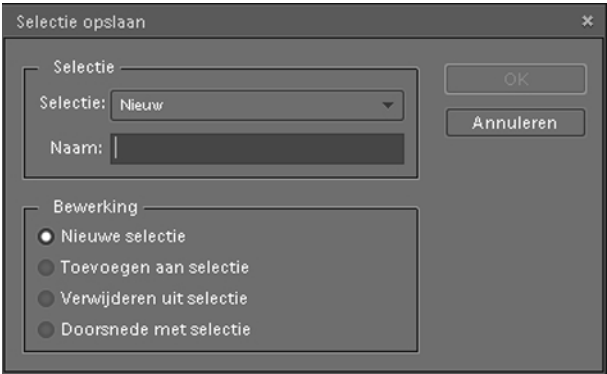 Selectie opslaan
Selectie
Selectie: Nieuw
Naam:
OK
Annuleren
Bewerking
Nieuwe selectie
Toevoegen aan selectie
Verwijderen uit selectie
Doorsnede met selectie